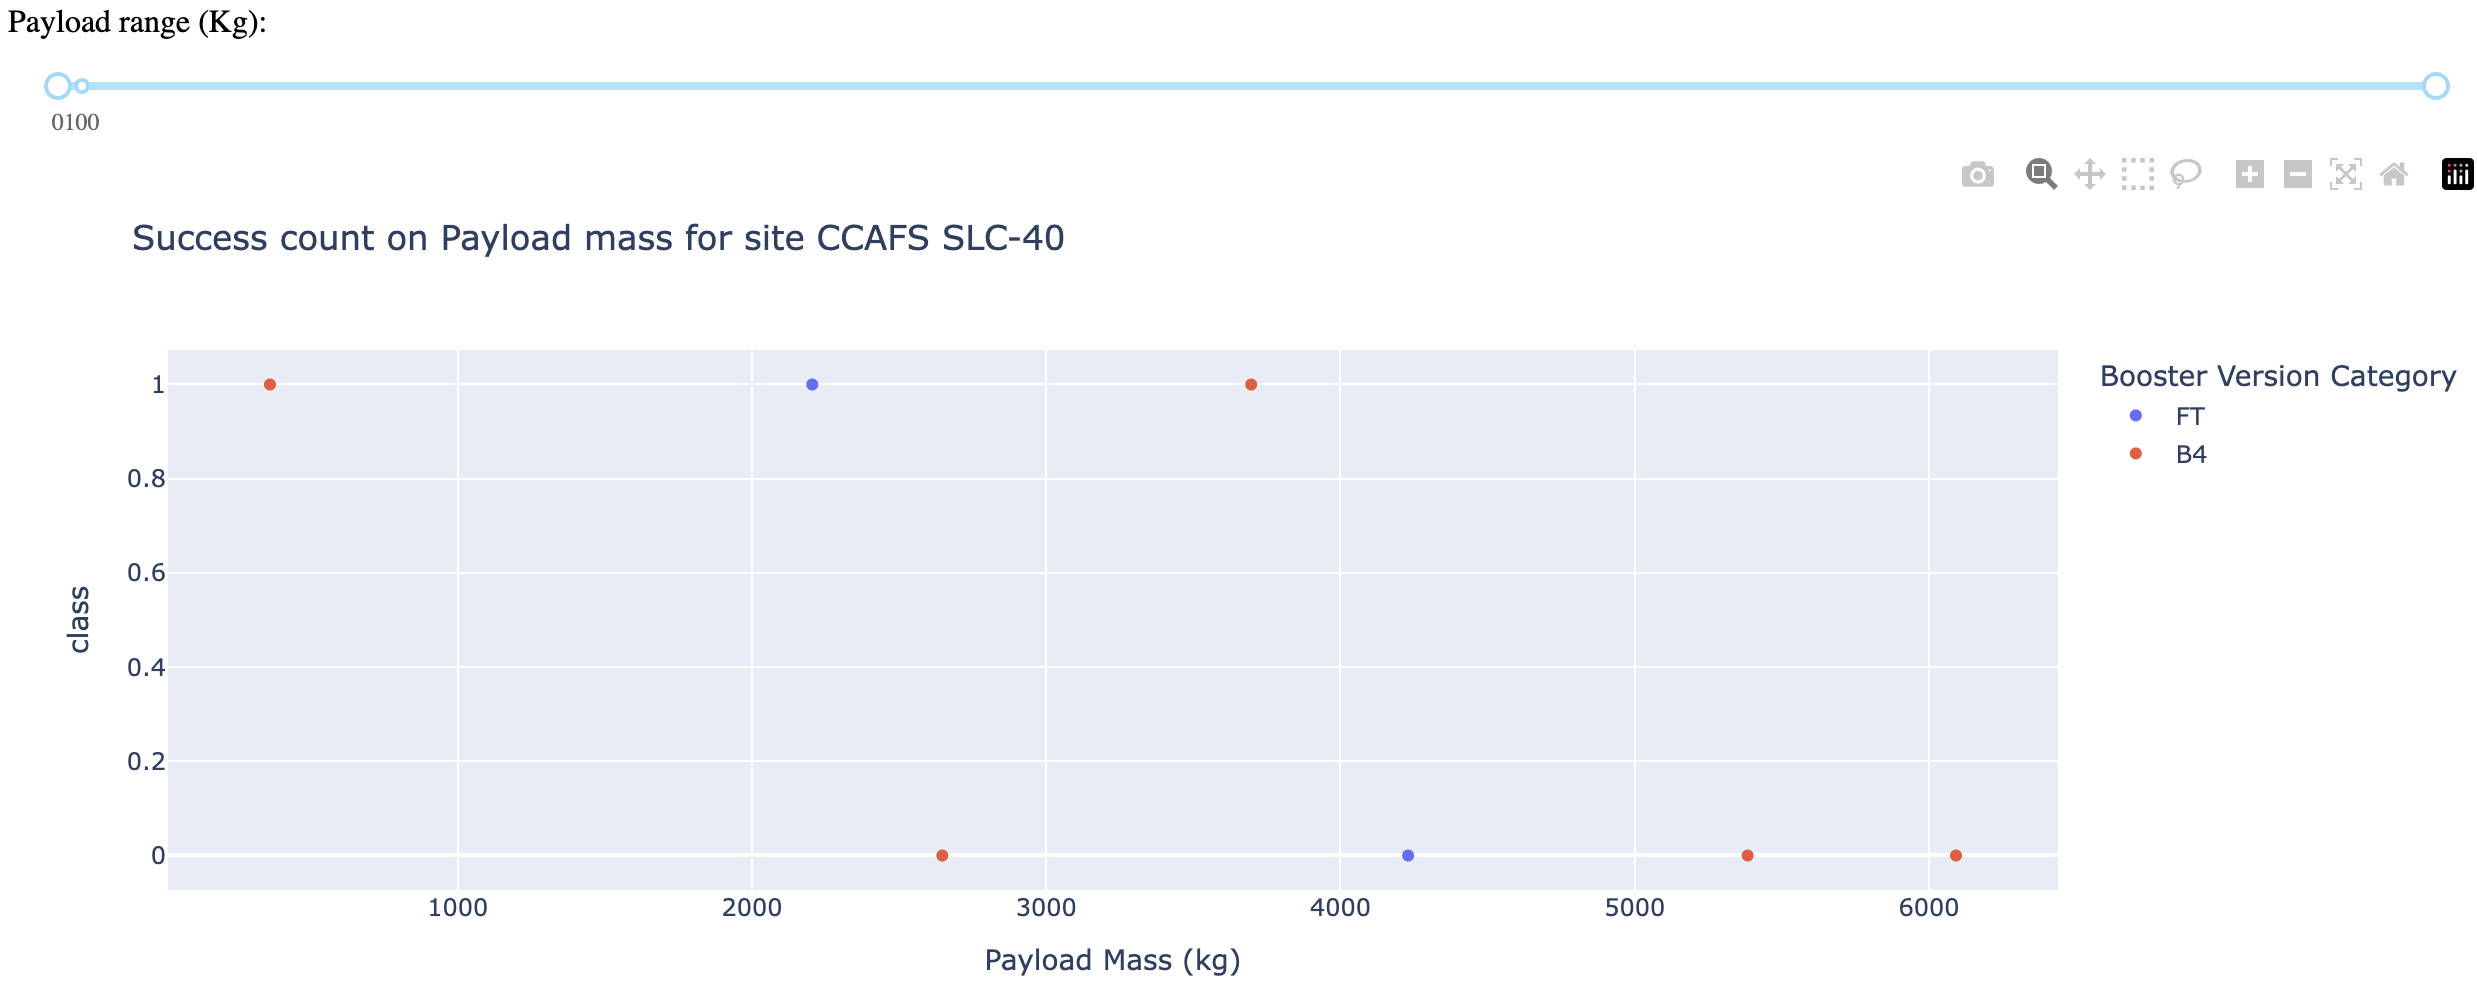 Payload range (Kg):
0100
Success count on Payload mass for site CCAFS SLC-40
Booster Version Category
FT
B4
1
0.8
0.6
0.4
0.2
0
class
1000 2000 3000 4000 5000 6000
Payload Mass (kg)